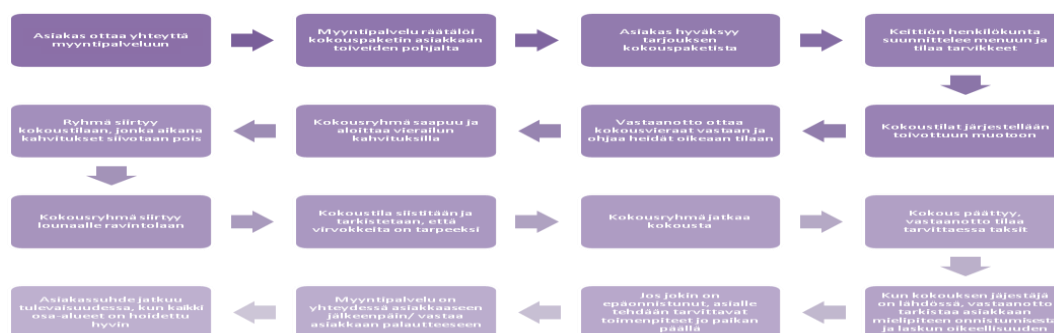 Asiakas ottaa yhteyttä
myyntipalveluun
Myyntipalvelu räätälöi
kokouspaketin asiakkaan
toiveiden pohjalta
Asiakas hyväksyy
tarjouksen
kokouspaketista
Keittiön henkilökunta
suunnittelee menuun ja
tilaa tarvikkeet
Kokoustilat järjestellään
toivottuun muotoon
Vastaanotto ottaa
kokousvieraat vastaan ja
ohjaa heidät oikeaan tilaan
Kokousryhmä saapuu ja
aloittaa vierailun
kahvituksilla
Ryhmä siirtyy
kokoustilaan, jonka aikana
kahvitukset siivotaan pois
Kokousryhmä siirtyy
lounaalle ravintolaan
Kokoustila siistitään ja
tarkistetaan, että
virvokkeita on tarpeeksi
Kokousryhmä jatkaa
kokousta
Kokous päättyy,
vastaanotto tilaa
tarvittaessa taksit
Kun kokouksen jäjestäjä
on lähdössä, vastaanotto
tarkistaa asiakkaan
mielipiteen onnistumisesta
ja laskun oikeellisuuden
Jos jokin on
epäonnistunut, asialle
tehdään tarvittavat
toimenpiteet jo paikan
päällä
Myyntipalvelu on
yhteydessä asiakkaaseen
jälkeenpäin/ vastaa
asiakkaan palautteeseen
Asiakassuhde jatkuu
tulevaisuudessa, kun kaikki
osa-alueet on hoidettu
hyvin